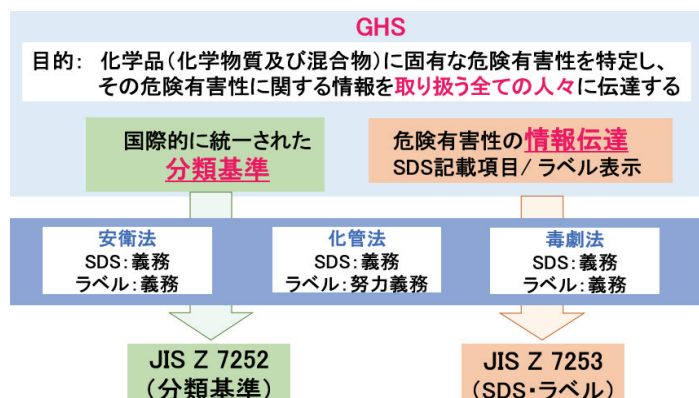 GHS
目的： 化学品（化学物質及び混合物）に固有な危険有害性を特定し、
その危険有害性に関する情報を取り扱う全ての人々に伝達する
国際的に統一された
分類基準
危険有害性の情報伝達
SDS記載項目/ ラベル表示
安衛法
SDS：義務
ラベル：義務
化管法
SDS：義務
ラベル：努力義務
毒劇法
SDS：義務
ラベル：義務
JIS Z 7252
（分類基準）
JIS Z 7253
（SDS・ラベル）